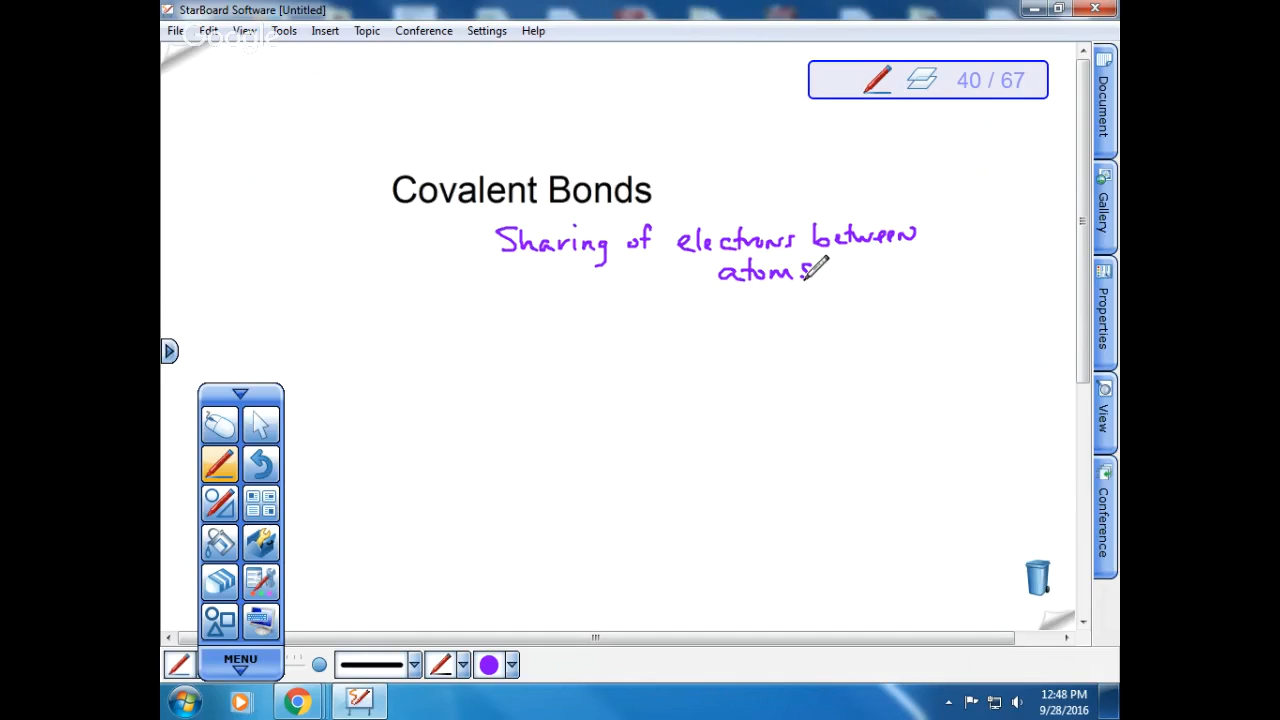 StarBoard Software [Untitled]
File Edit View Tools Insert Topic Conference Settings Help
Google
40 / 67
Covalent Bonds
Sharing of electrons between
atoms
Document
Gallery
Properties
View
Conference
MENU
12:48 PM
9/28/2016